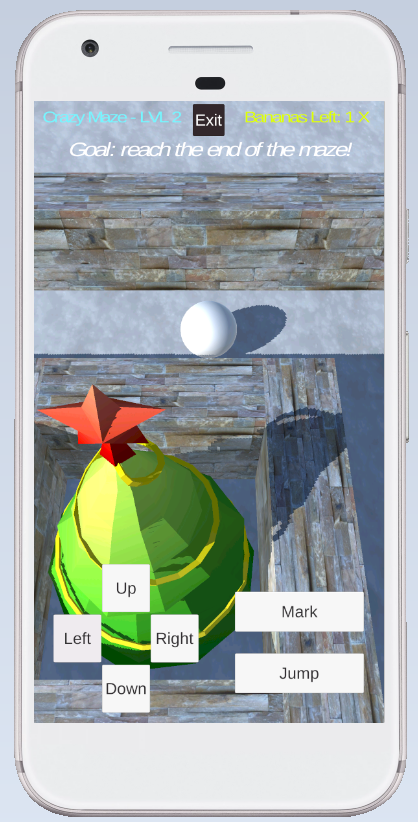 Crazy Maze - LVL 2 Exit Bananas Left: 1 X
Goal: reach the end of the maze!
Up
Mark
Left Right
Jump
Down